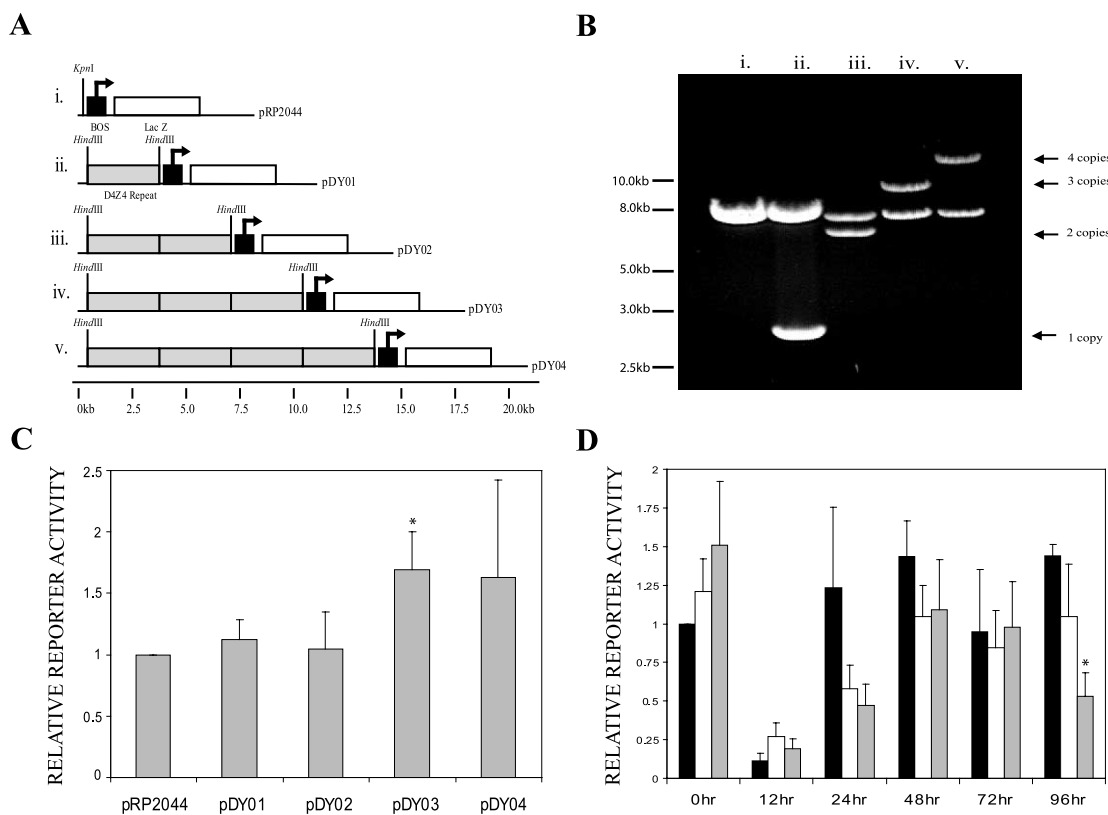 A
KpnI
i.
pRP2044
BOS
Lac Z
HindIII
HindIII
ii.
pDY01
D4Z4 Repeat
HindIII
HindIII
iii.
pDY02
HindIII
HindIII
iv.
pDY03
HindIII
HindIII
v.
pDY04
0kb 2.5 5.0 7.5 10.0 12.5 15.0 17.5 20.0kb
B
i. ii. iii. iv. v.
4 copies
10.0kb
3 copies
8.0kb
2 copies
5.0kb
3.0kb
1 copy
2.5kb
C
RELATIVE REPORTER ACTIVITY
2.5
2
1.5
1
0.5
0
*
pRP2044 pDY01 pDY02 pDY03 pDY04
D
RELATIVE REPORTER ACTIVITY
2
1.75
1.5
1.25
1
0.75
0.5
0.25
0
*
0hr 12hr 24hr 48hr 72hr 96hr